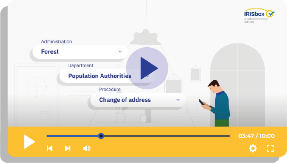 IRISbox
Administration
Forest
Department
Population Authorities
Procedure
Change of address
03:47 / 10:00